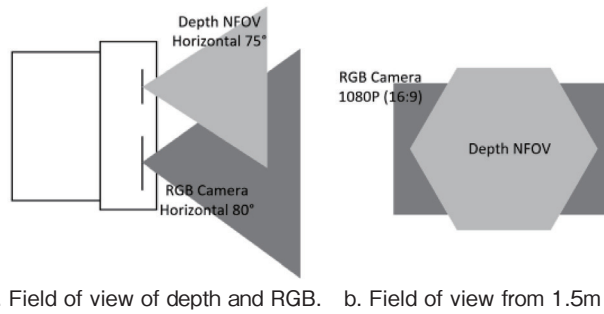 Depth NFOV
Horizontal 75°
RGB Camera
Horizontal 80°
RGB Camera
1080P (16:9)
Depth NFOV
. Field of view of depth and RGB.
b. Field of view from 1.5m